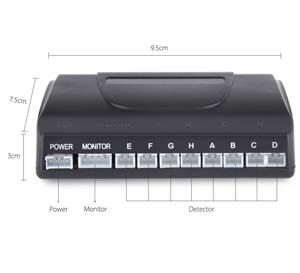 9.5cm
7.5cm
3cm
POWER MONITOR E F G H A B C D
Power Monitor Detector